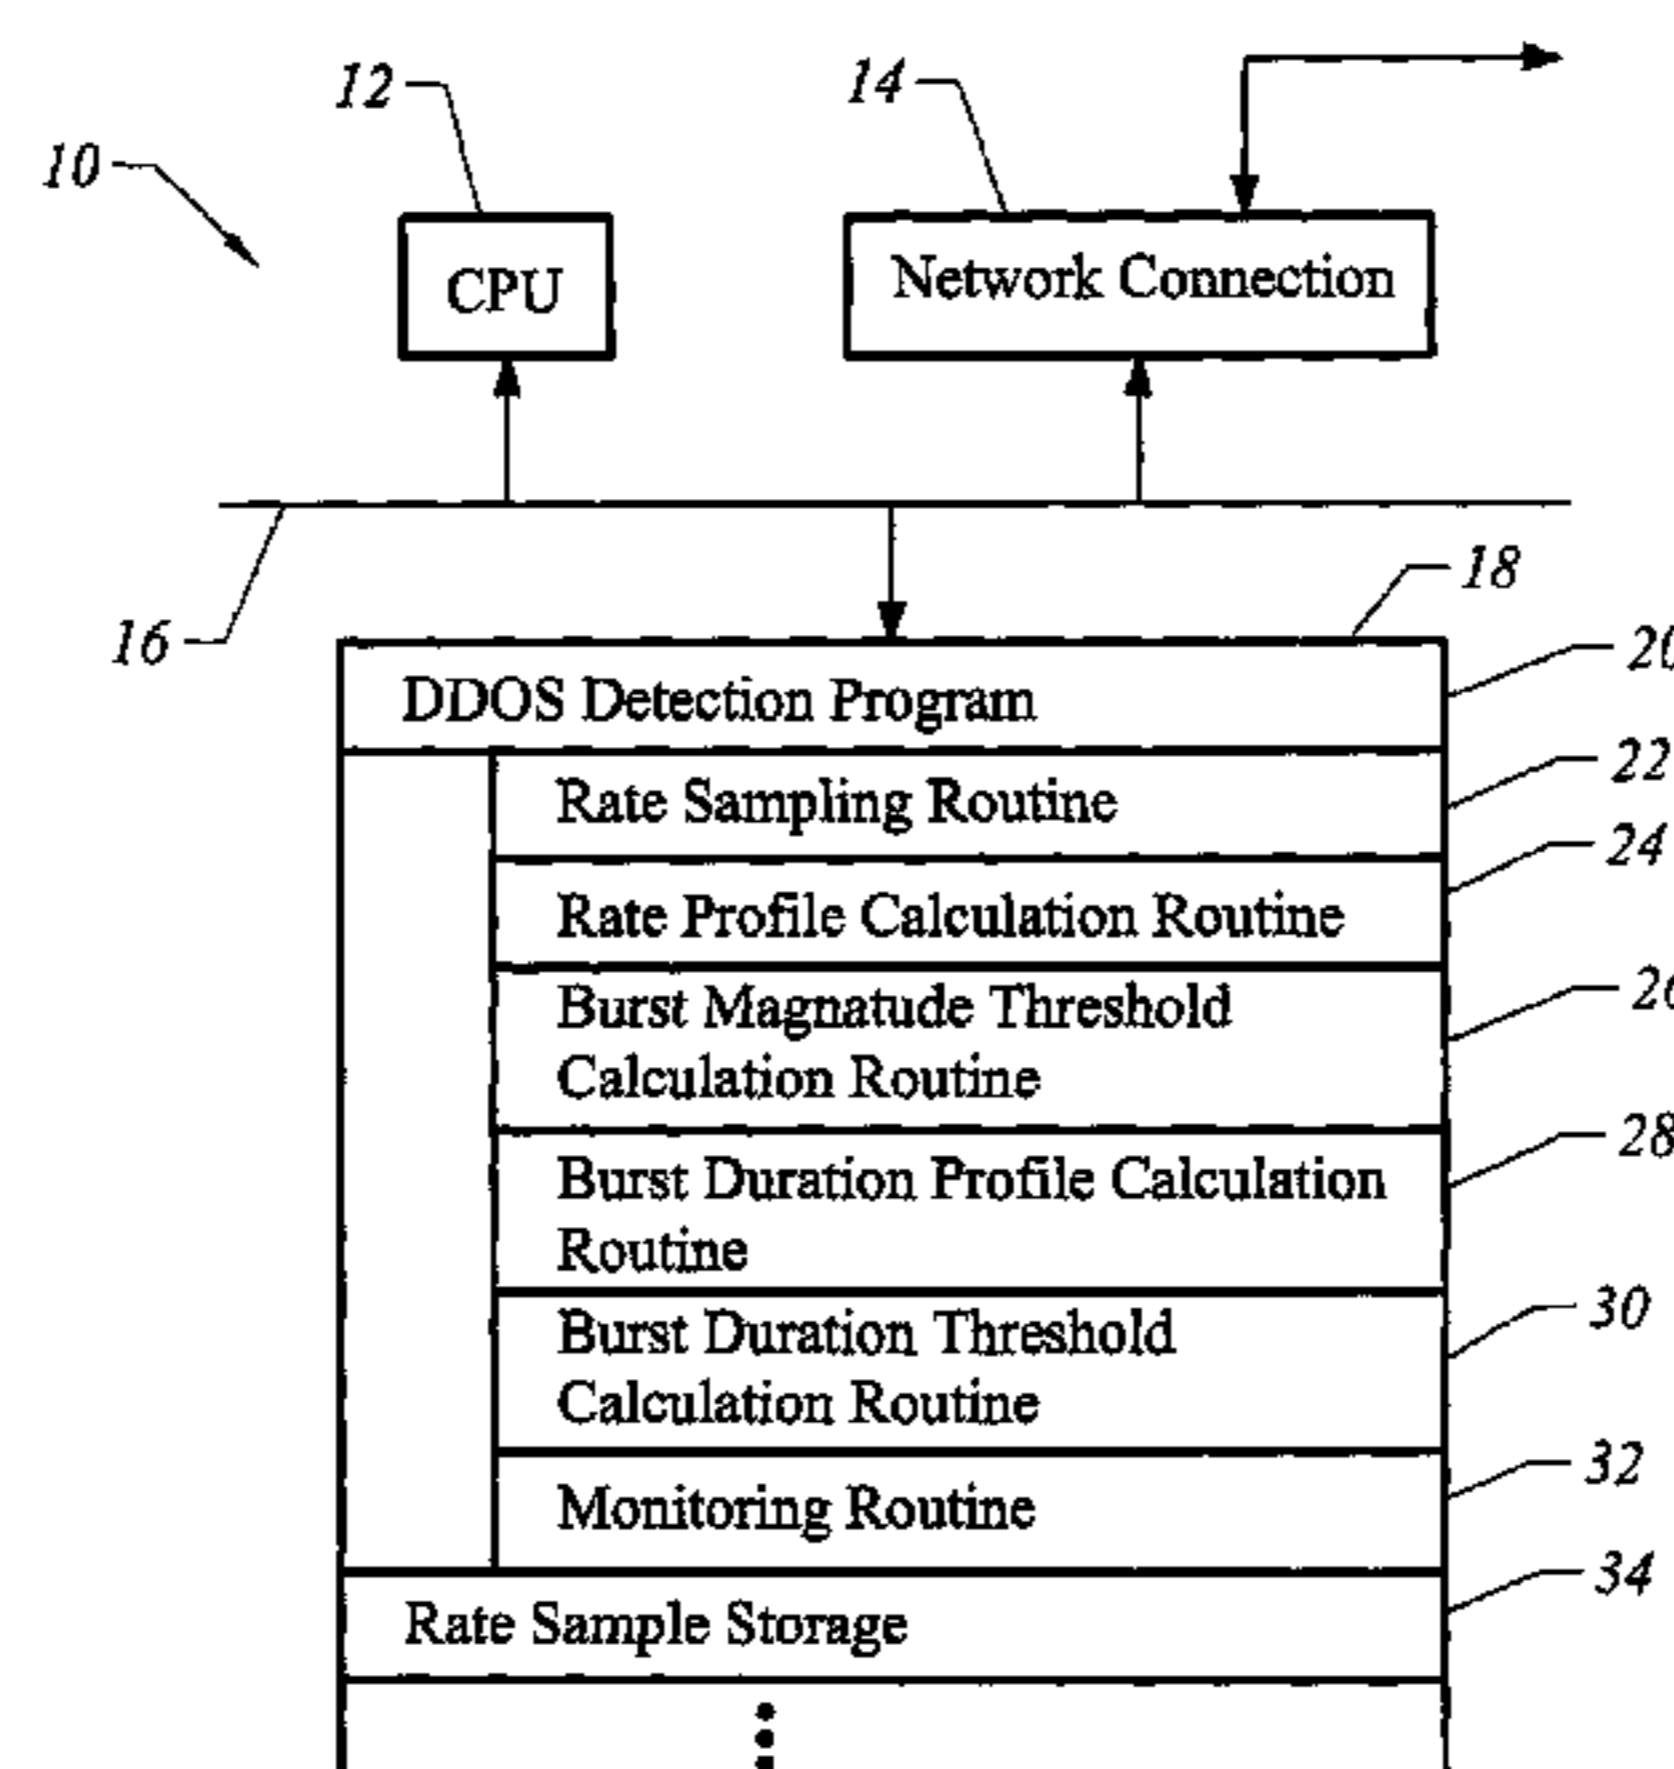 12
14
10
CPU
Network Connection
18
16
DDOS Detection Program
22
Rate Sampling Routine
24
Rate Profile Calculation Routine
Burst Magnatude Threshold
Calculation Routine
28
Burst Duration Profile Calculation
Routine
30
Burst Duration Threshold
Calculation Routine
32
Monitoring Routine
34
Rate Sample Storage